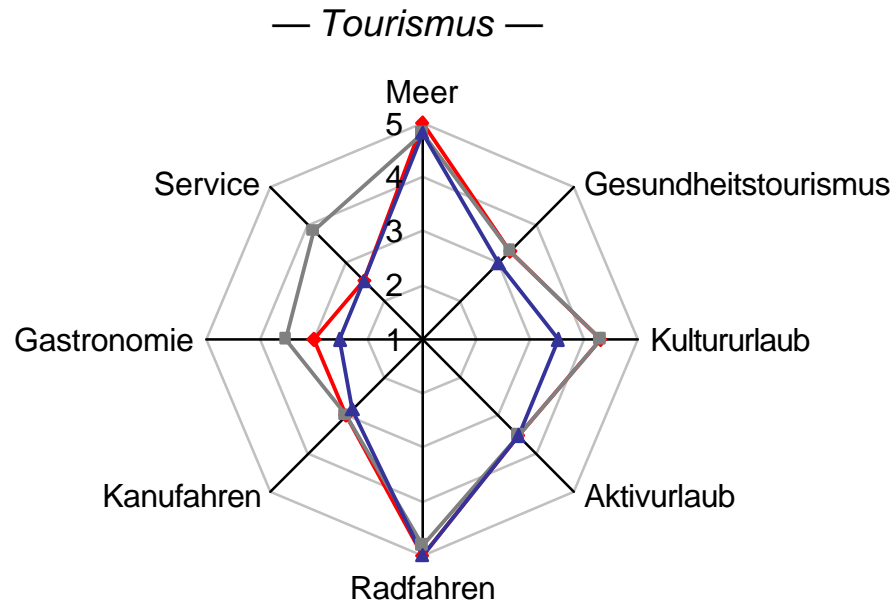 — Tourismus —
Meer
5
Service
Gesundheitstourismus
4
3
2
Gastronomie
1
Kultururlaub
Kanufahren
Aktivurlaub
Radfahren